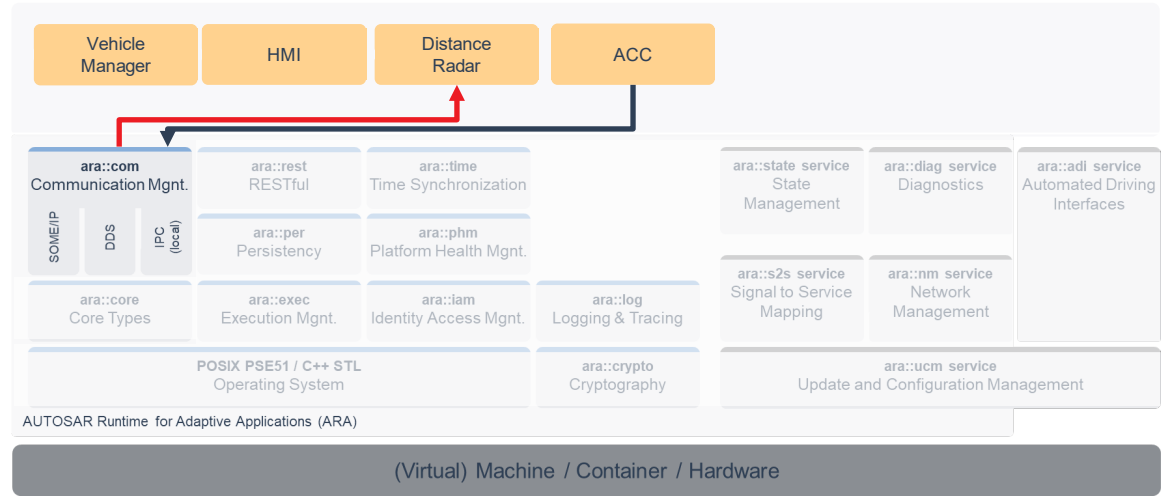 Vehicle
Manager
HMI
Distance
Radar
ACC
ara::com
Communication Mgnt.
SOME/IP
DDS
IPC
(local)
ara::rest
RESTful
ara::time
Time Synchronization
ara::per
Persistency
ara::phm
Platform Health Mgnt.
ara::core
Core Types
ara::exec
Execution Mgnt.
ara::iam
Identity Access Mgnt.
ara::log
Logging & Tracing
POSIX PSE51 / C++ STL
Operating System
ara::crypto
Cryptography
ara::state service
State
Management
ara::diag service
Diagnostics
ara::adi service
Automated Driving
Interfaces
ara::s2s service
Signal to Service
Mapping
ara::nm service
Network
Management
ara::ucm service
Update and Configuration Management
AUTOSAR Runtime for Adaptive Applications (ARA)
(Virtual) Machine / Container / Hardware